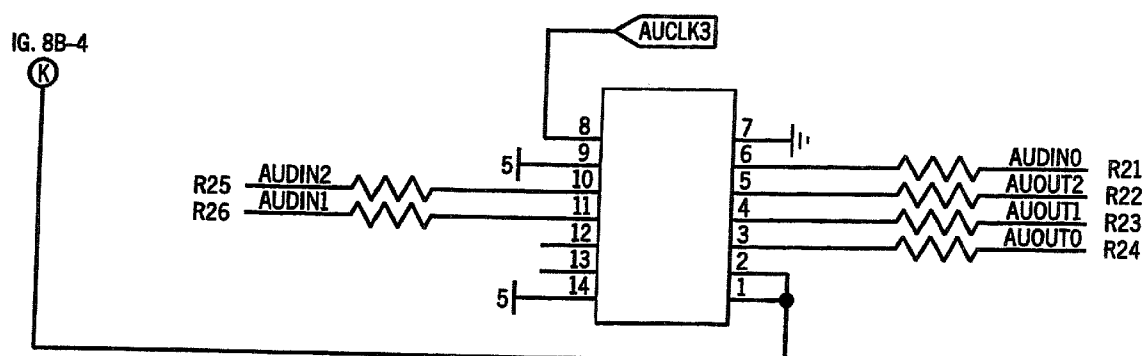 IG. 8B-4
K
AUCLK3
8
9
5
10
11
12
13
14
5
R25 AUDIN2
R26 AUDIN1
7
6
5
4
3
2
1
AUDIN0 R21
AUOUT2 R22
AUOUT1 R23
AUOUT0 R24